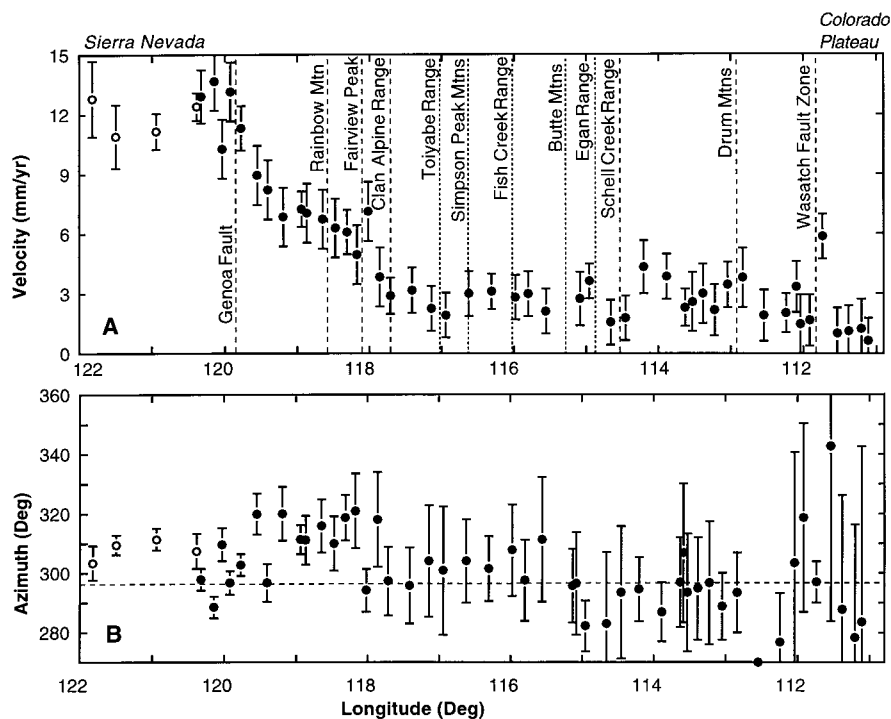 Sierra Nevada
Colorado
Plateau
Velocity (mm/yr)
15
12
9
6
3
0
A
Genoa Fault
Rainbow Mtn
Fairview Peak
Clan Alpine Range
Toiyabe Range
Simpson Peak Mtns
Fish Creek Range
Butte Mtns
Egan Range
Schell Creek Range
Drum Mtns
Wasatch Fault Zone
122 120 118 116 114 112
Azimuth (Deg)
360
340
320
300
280
B
122 120 118 116 114 112
Longitude (Deg)